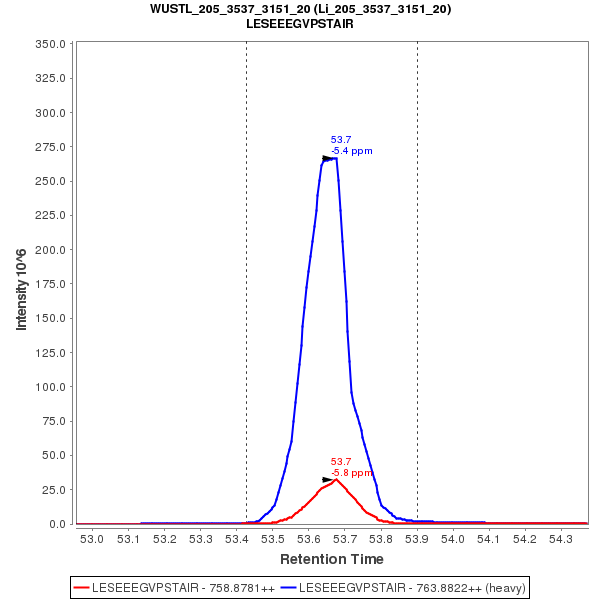 WUSTL_205_3537_3151_20 (Li_205_3537_3151_20)
LESEEEGVPSTAIR
350.0
325.0
300.0
275.0
250.0
225.0
200.0
175.0
150.0
125.0
100.0
75.0
50.0
25.0
0.0
Intensity 10^6
53.7
-5.4 ppm
53.7
-5.8 ppm
53.0 53.1 53.2 53.3 53.4 53.5 53.6 53.7 53.8 53.9 54.0 54.1 54.2 54.3
Retention Time
LESEEEGVPSTAIR - 758.8781++ LESEEEGVPSTAIR - 763.8822++ (heavy)